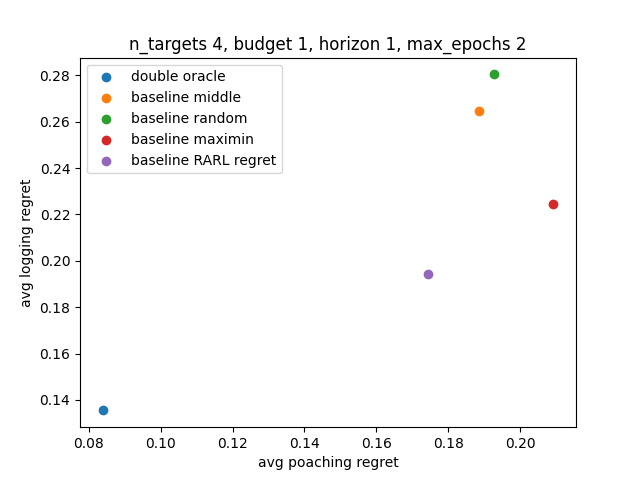 n_targets 4, budget 1, horizon 1, max_epochs 2
double oracle
baseline middle
baseline random
baseline maximin
baseline RARL regret
avg logging regret
0.28
0.26
0.24
0.22
0.20
0.18
0.16
0.14
0.08 0.10 0.12 0.14 0.16 0.18 0.20
avg poaching regret